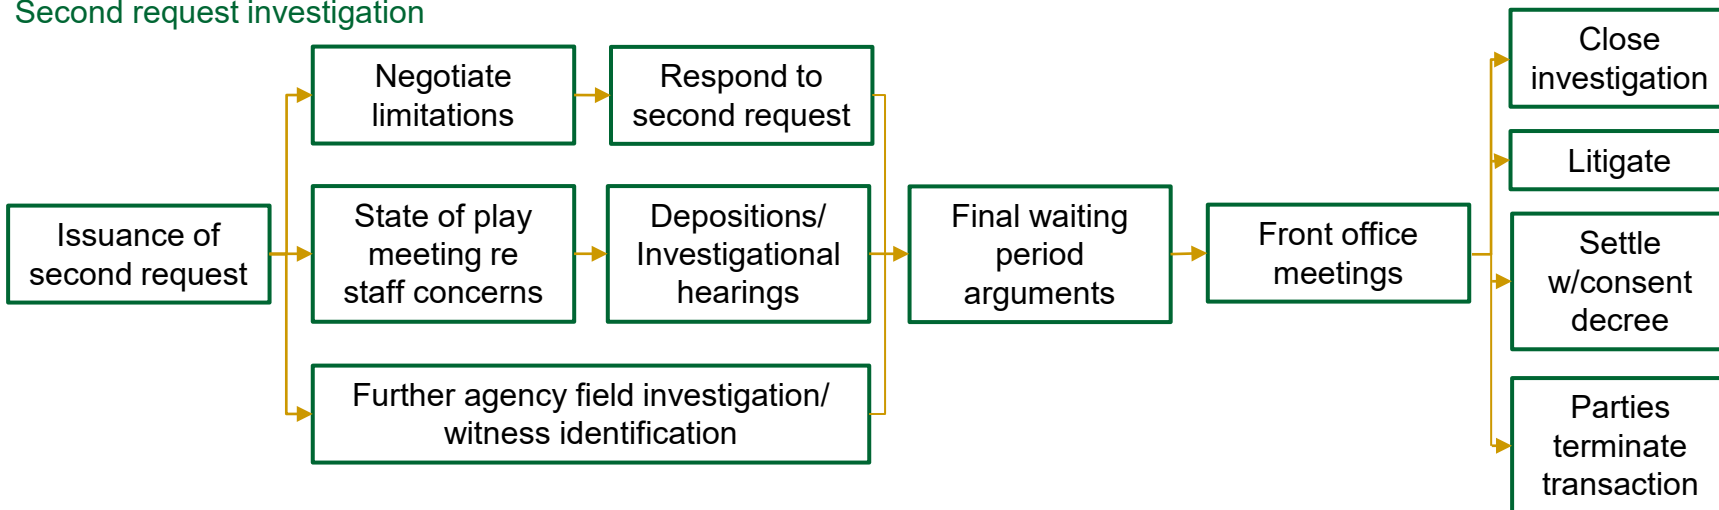 Second request investigation
Issuance of
second request
Negotiate
limitations
Respond to
second request
State of play
meeting re
staff concerns
Depositions/
Investigational
hearings
Further agency field investigation/
witness identification
Final waiting
period
arguments
Front office
meetings
Close
investigation
Litigate
Settle
w/consent
decree
Parties
terminate
transaction